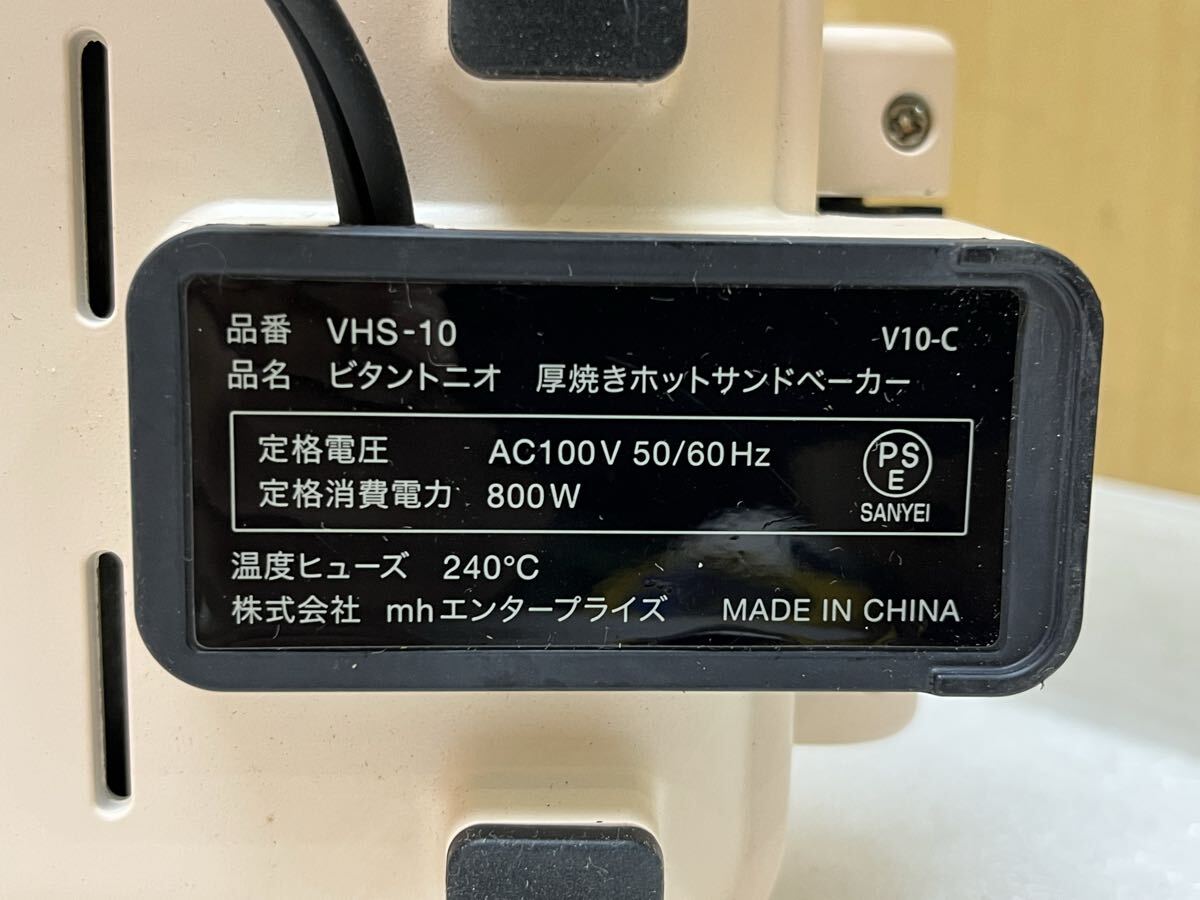 品番 VHS-10 V10-C
品名 ビタントニオ 厚焼きホットサンドベーカー
定格電圧 AC100V 50/60Hz
定格消費電力 800W
PSE
SANYEI
温度ヒューズ 240°C
株式会社 mhエンタープライズ MADE IN CHINA